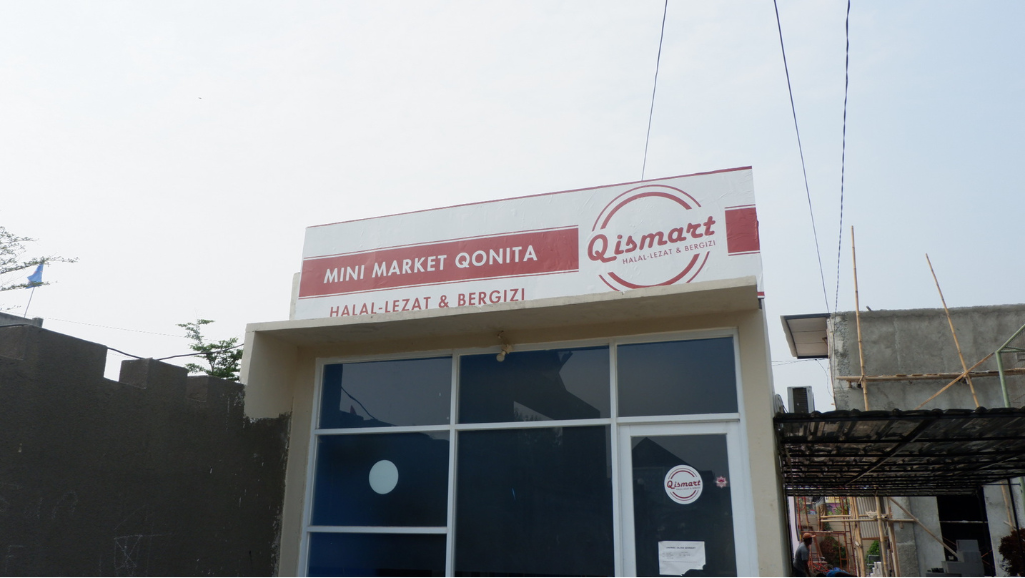 MINI MARKET QONITA
HALAL-LEZAT & BERGIZI
Qismart
HALAL-LEZAT & BERGIZI
Qismart